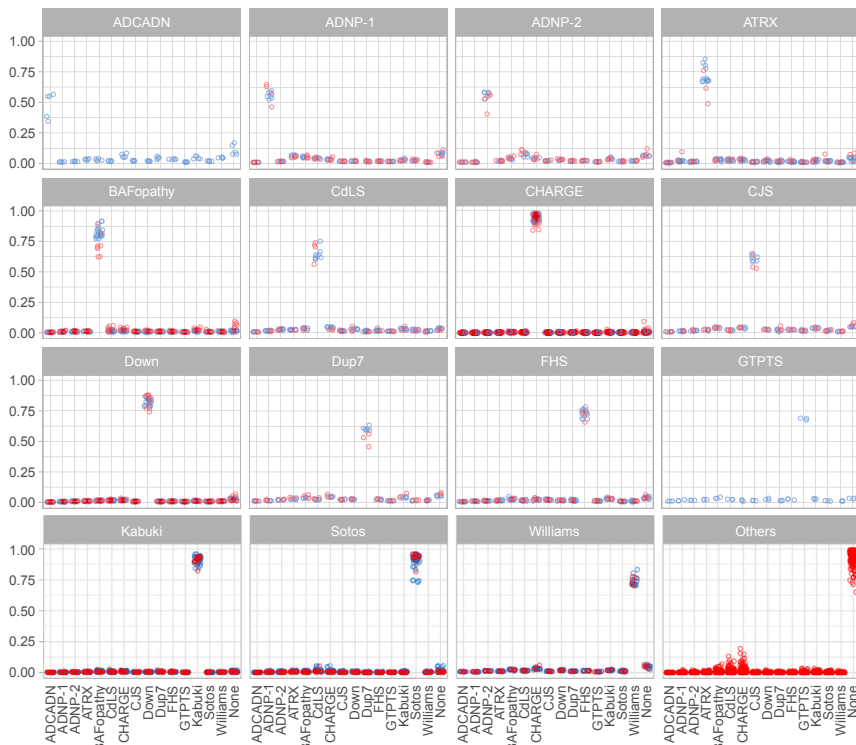 ADCADN ADNP-1 ADNP-2 ATRX
1.00
0.75
0.50
0.25
0.00
BAFopathy CdLS CHARGE CJS
1.00
0.75
0.50
0.25
0.00
Down Dup7 FHS GTPTS
1.00
0.75
0.50
0.25
0.00
Kabuki Sotos Williams Others
1.00
0.75
0.50
0.25
0.00
ADCADN ADNP-1 ADNP-2 ATRX CdLS CHARGE CJS Down Dup7 FHS GTPTS Kabuki Sotos Williams None
ADCADN ADNP-1 ADNP-2 ATRX CdLS CHARGE CJS Down Dup7 FHS GTPTS Kabuki Sotos Williams None
ADCADN ADNP-1 ADNP-2 ATRX CdLS CHARGE CJS Down Dup7 FHS GTPTS Kabuki Sotos Williams None
ADCADN ADNP-1 ADNP-2 ATRX CdLS CHARGE CJS Down Dup7 FHS GTPTS Kabuki Sotos Williams None